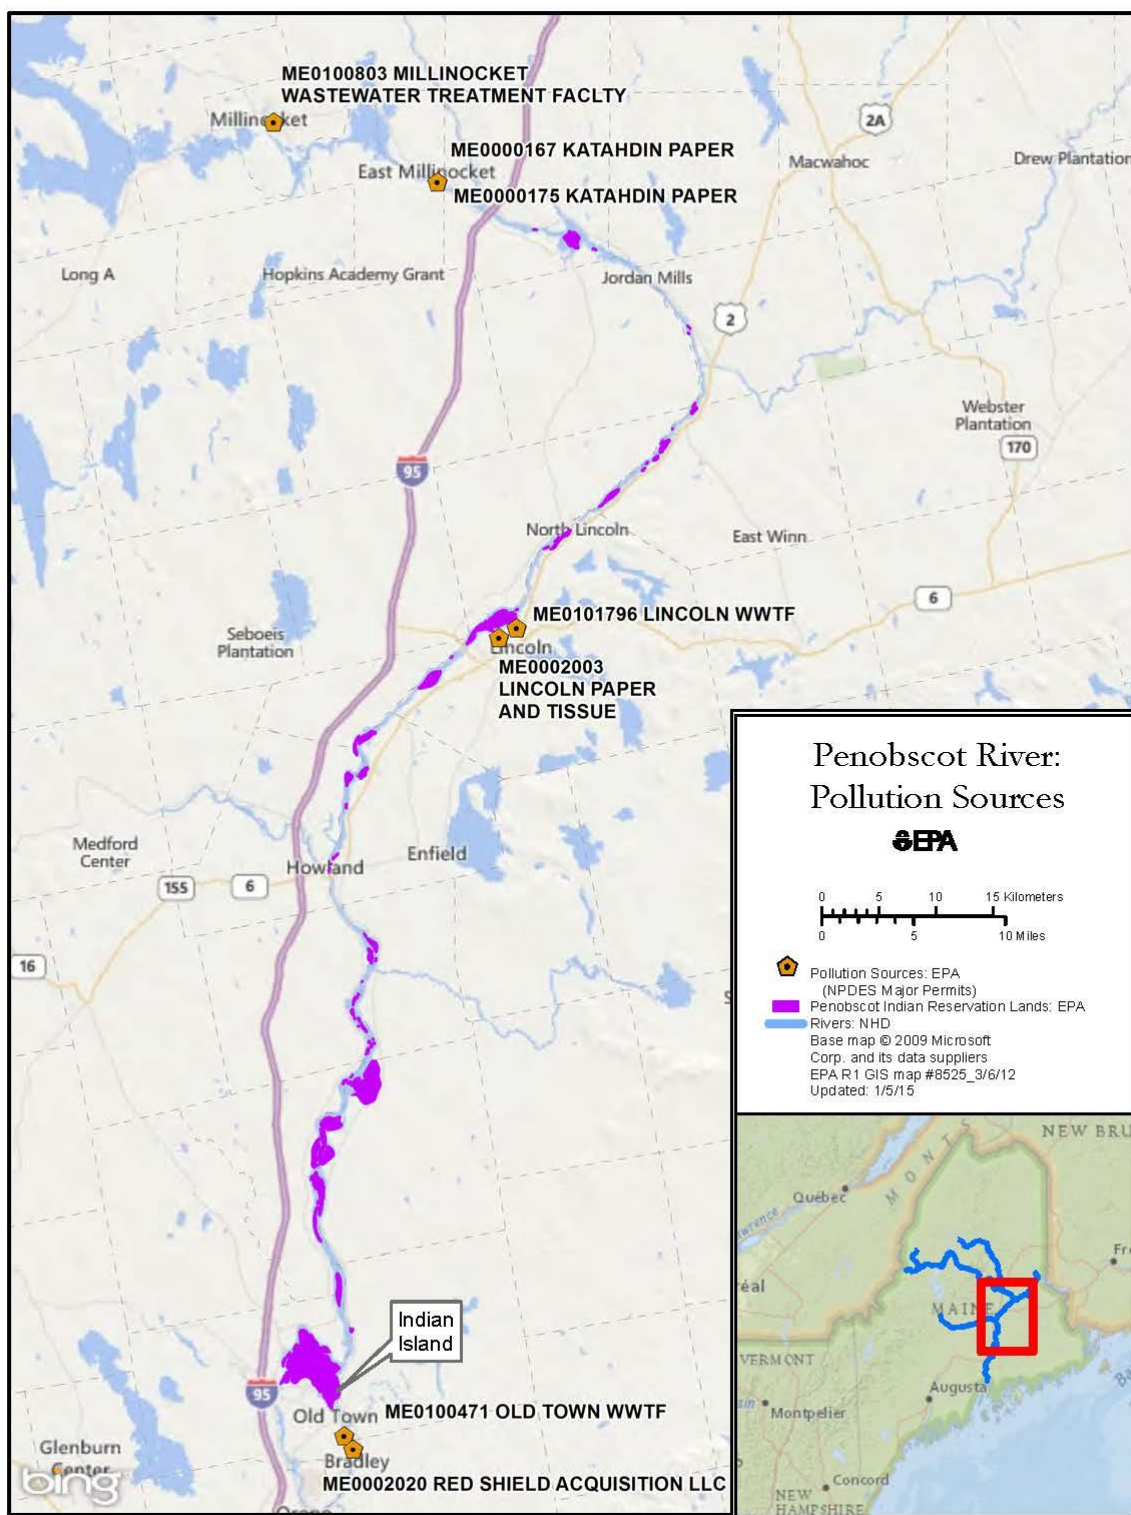 ME0100803 MILLINOCKET
WASTEWATER TREATMENT FACLTY
Millinocket
2A
ME0000167 KATAHDIN PAPER
Macwahoc
Drew Plantation
East Millinocket
ME0000175 KATAHDIN PAPER
Long A
Hopkins Academy Grant
Jordan Mills
2
Webster
Plantation
170
95
North Lincoln
East Winn
6
ME0101796 LINCOLN WWTF
Seboeis
Plantation
Lincoln
ME0002003
LINCOLN PAPER
AND TISSUE
Medford
Center
Howland
Enfield
155
6
16
Indian
Island
95
Old Town
ME0100471 OLD TOWN WWTF
Glenburn
Center
Bradley
bing
ME0002020 RED SHIELD ACQUISITION LLC
Orono
Penobscot River:
Pollution Sources
EPA
0 5 10 15 Kilometers
0 5 10 Miles
Pollution Sources: EPA
(NPDES Major Permits)
Penobscot Indian Reservation Lands: EPA
Rivers: NHD
Base map © 2009 Microsoft
Corp. and its data suppliers
EPA R1 GIS map #8525_3/6/12
Updated: 1/5/15
MONTS
NEW BRU
Québec
awrence
Fre
éal
MAINE
VERMONT
Augusta
Montpelier
Concord
NEW
HAMPSHIRE